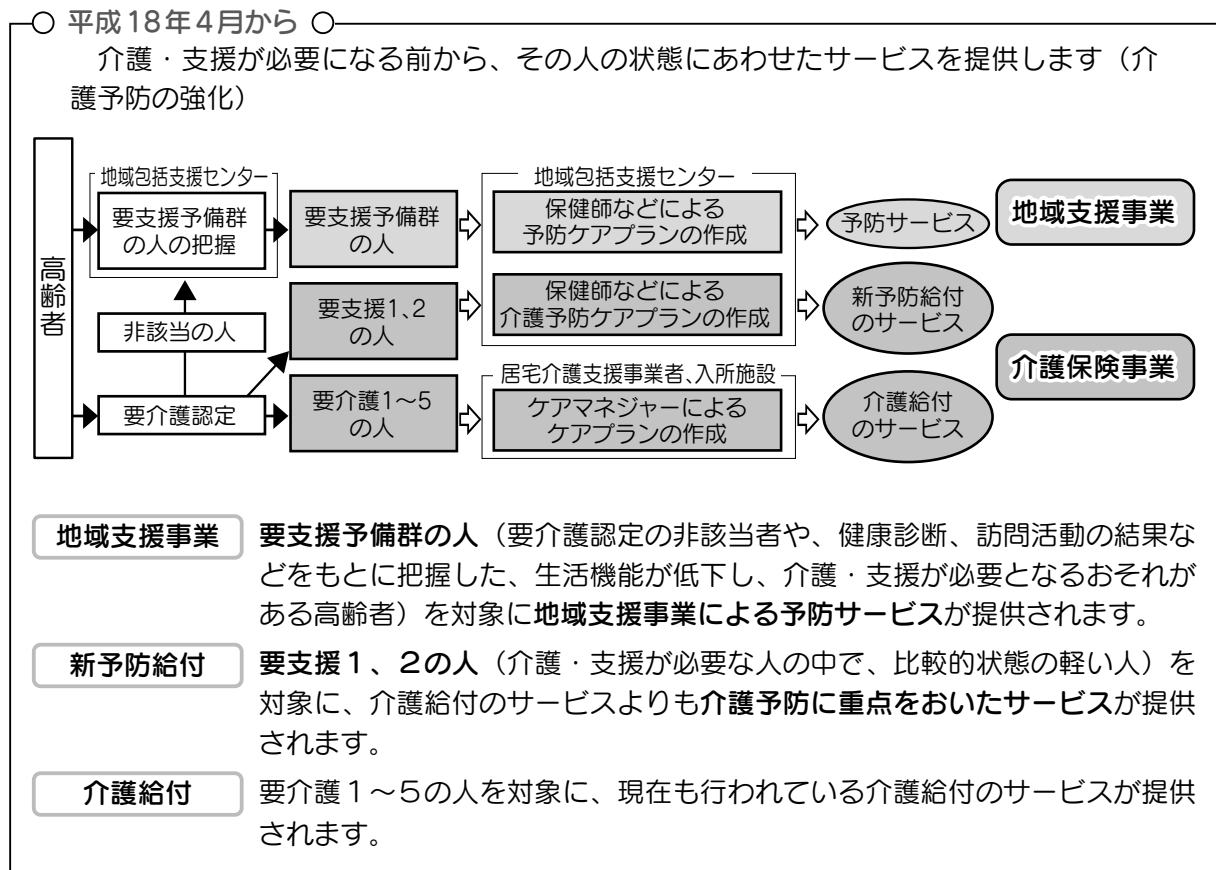 平成18年4月から
介護・支援が必要になる前から、その人の状態にあわせたサービスを提供します（介
護予防の強化）
高齢者
地域包括支援センター
要支援予備群
の人の把握
非該当の人
要介護認定
要支援予備群
の人
要支援1、2
の人
要介護1～5
の人
地域包括支援センター
保健師などによる
予防ケアプランの作成
保健師などによる
介護予防ケアプランの作成
居宅介護支援事業者、入所施設
ケアマネジャーによる
ケアプランの作成
予防サービス
新予防給付
のサービス
介護給付
のサービス
地域支援事業
介護保険事業
地域支援事業 要支援予備群の人（要介護認定の非該当者や、健康診断、訪問活動の結果な
どをもとに把握した、生活機能が低下し、介護・支援が必要となるおそれが
ある高齢者）を対象に地域支援事業による予防サービスが提供されます。
新予防給付 要支援１、２の人（介護・支援が必要な人の中で、比較的状態の軽い人）を
対象に、介護給付のサービスよりも介護予防に重点をおいたサービスが提供
されます。
介護給付 要介護１～５の人を対象に、現在も行われている介護給付のサービスが提供
されます。